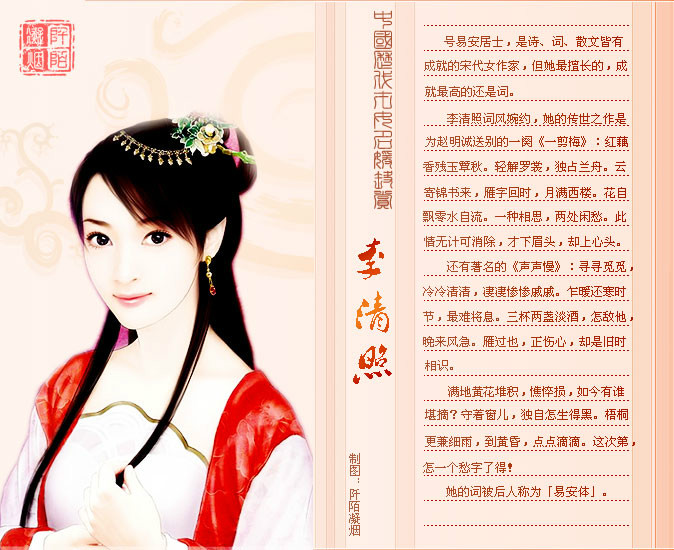 阡陌
凝烟
中國歷代
李清照
制图：阡陌凝烟
号易安居士，是诗、词、散文皆有
成就的宋代女作家，但她最擅长的，成
就最高的还是词。
李清照词风婉约，她的传世之作是
为赵明诚送别的一阕《一剪梅》：红藕
香残玉簟秋。轻解罗裳，独占兰舟。云
寄锦书来，雁字回时，月满西楼。花自
飘零水自流。一种相思，两处闲愁。此
情无计可消除，才下眉头，却上心头。
还有著名的《声声慢》：寻寻觅觅，
冷冷清清，凄凄惨惨戚戚。乍暖还寒时
节，最难将息。三杯两盏淡酒，怎敌他，
晚来风急。雁过也，正伤心，却是旧时
相识。
满地黄花堆积，憔悴损，如今有谁
堪摘？守着窗儿，独自怎生得黑。梧桐
更兼细雨，到黄昏，点点滴滴。这次第，
怎一个愁字了得！
她的词被后人称为「易安体」。